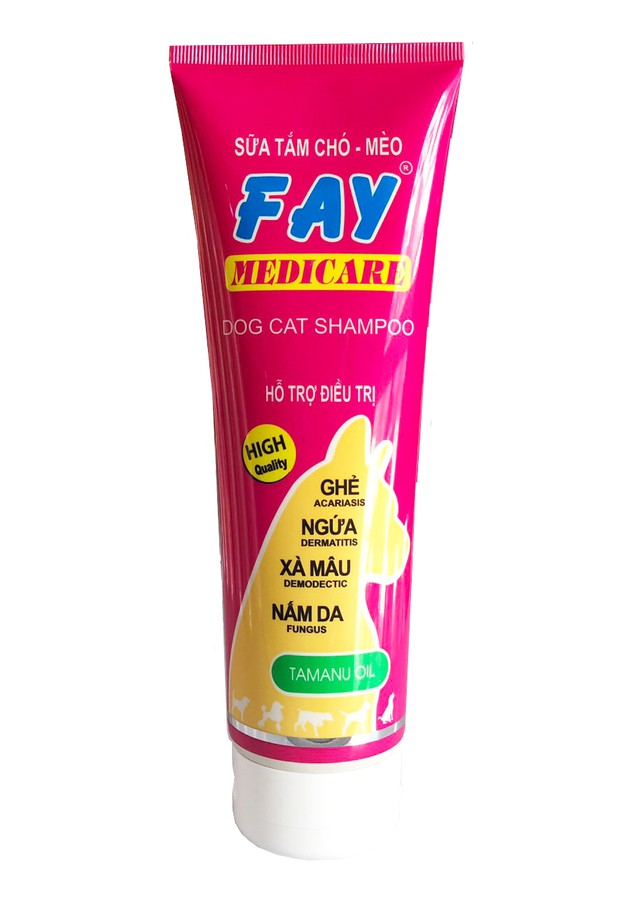 SỮA TẮM CHÓ - MÈO
FAY®
MEDICARE
DOG CAT SHAMPOO
HỖ TRỢ ĐIỀU TRỊ
HIGH
Quality
GHẺ
ACARIASIS
NGỨA
DERMATITIS
XÀ MÂU
DEMODECTIC
NẤM DA
FUNGUS
TAMANU OIL